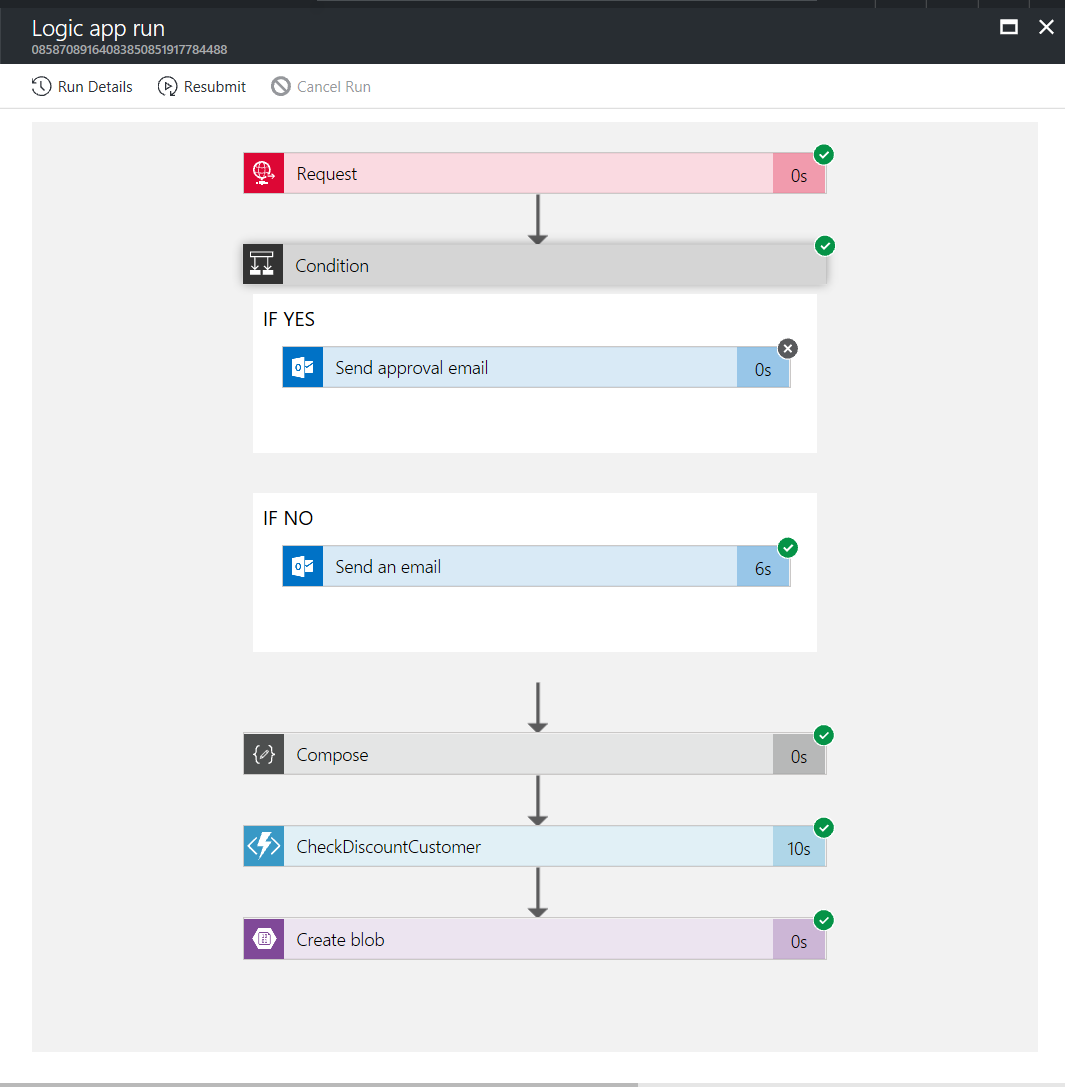 Logic app run
08587089164083850851917784488
Run Details Resubmit Cancel Run
Request 0s
Condition
IF YES
Send approval email 0s
IF NO
Send an email 6s
Compose 0s
CheckDiscountCustomer 10s
Create blob 0s